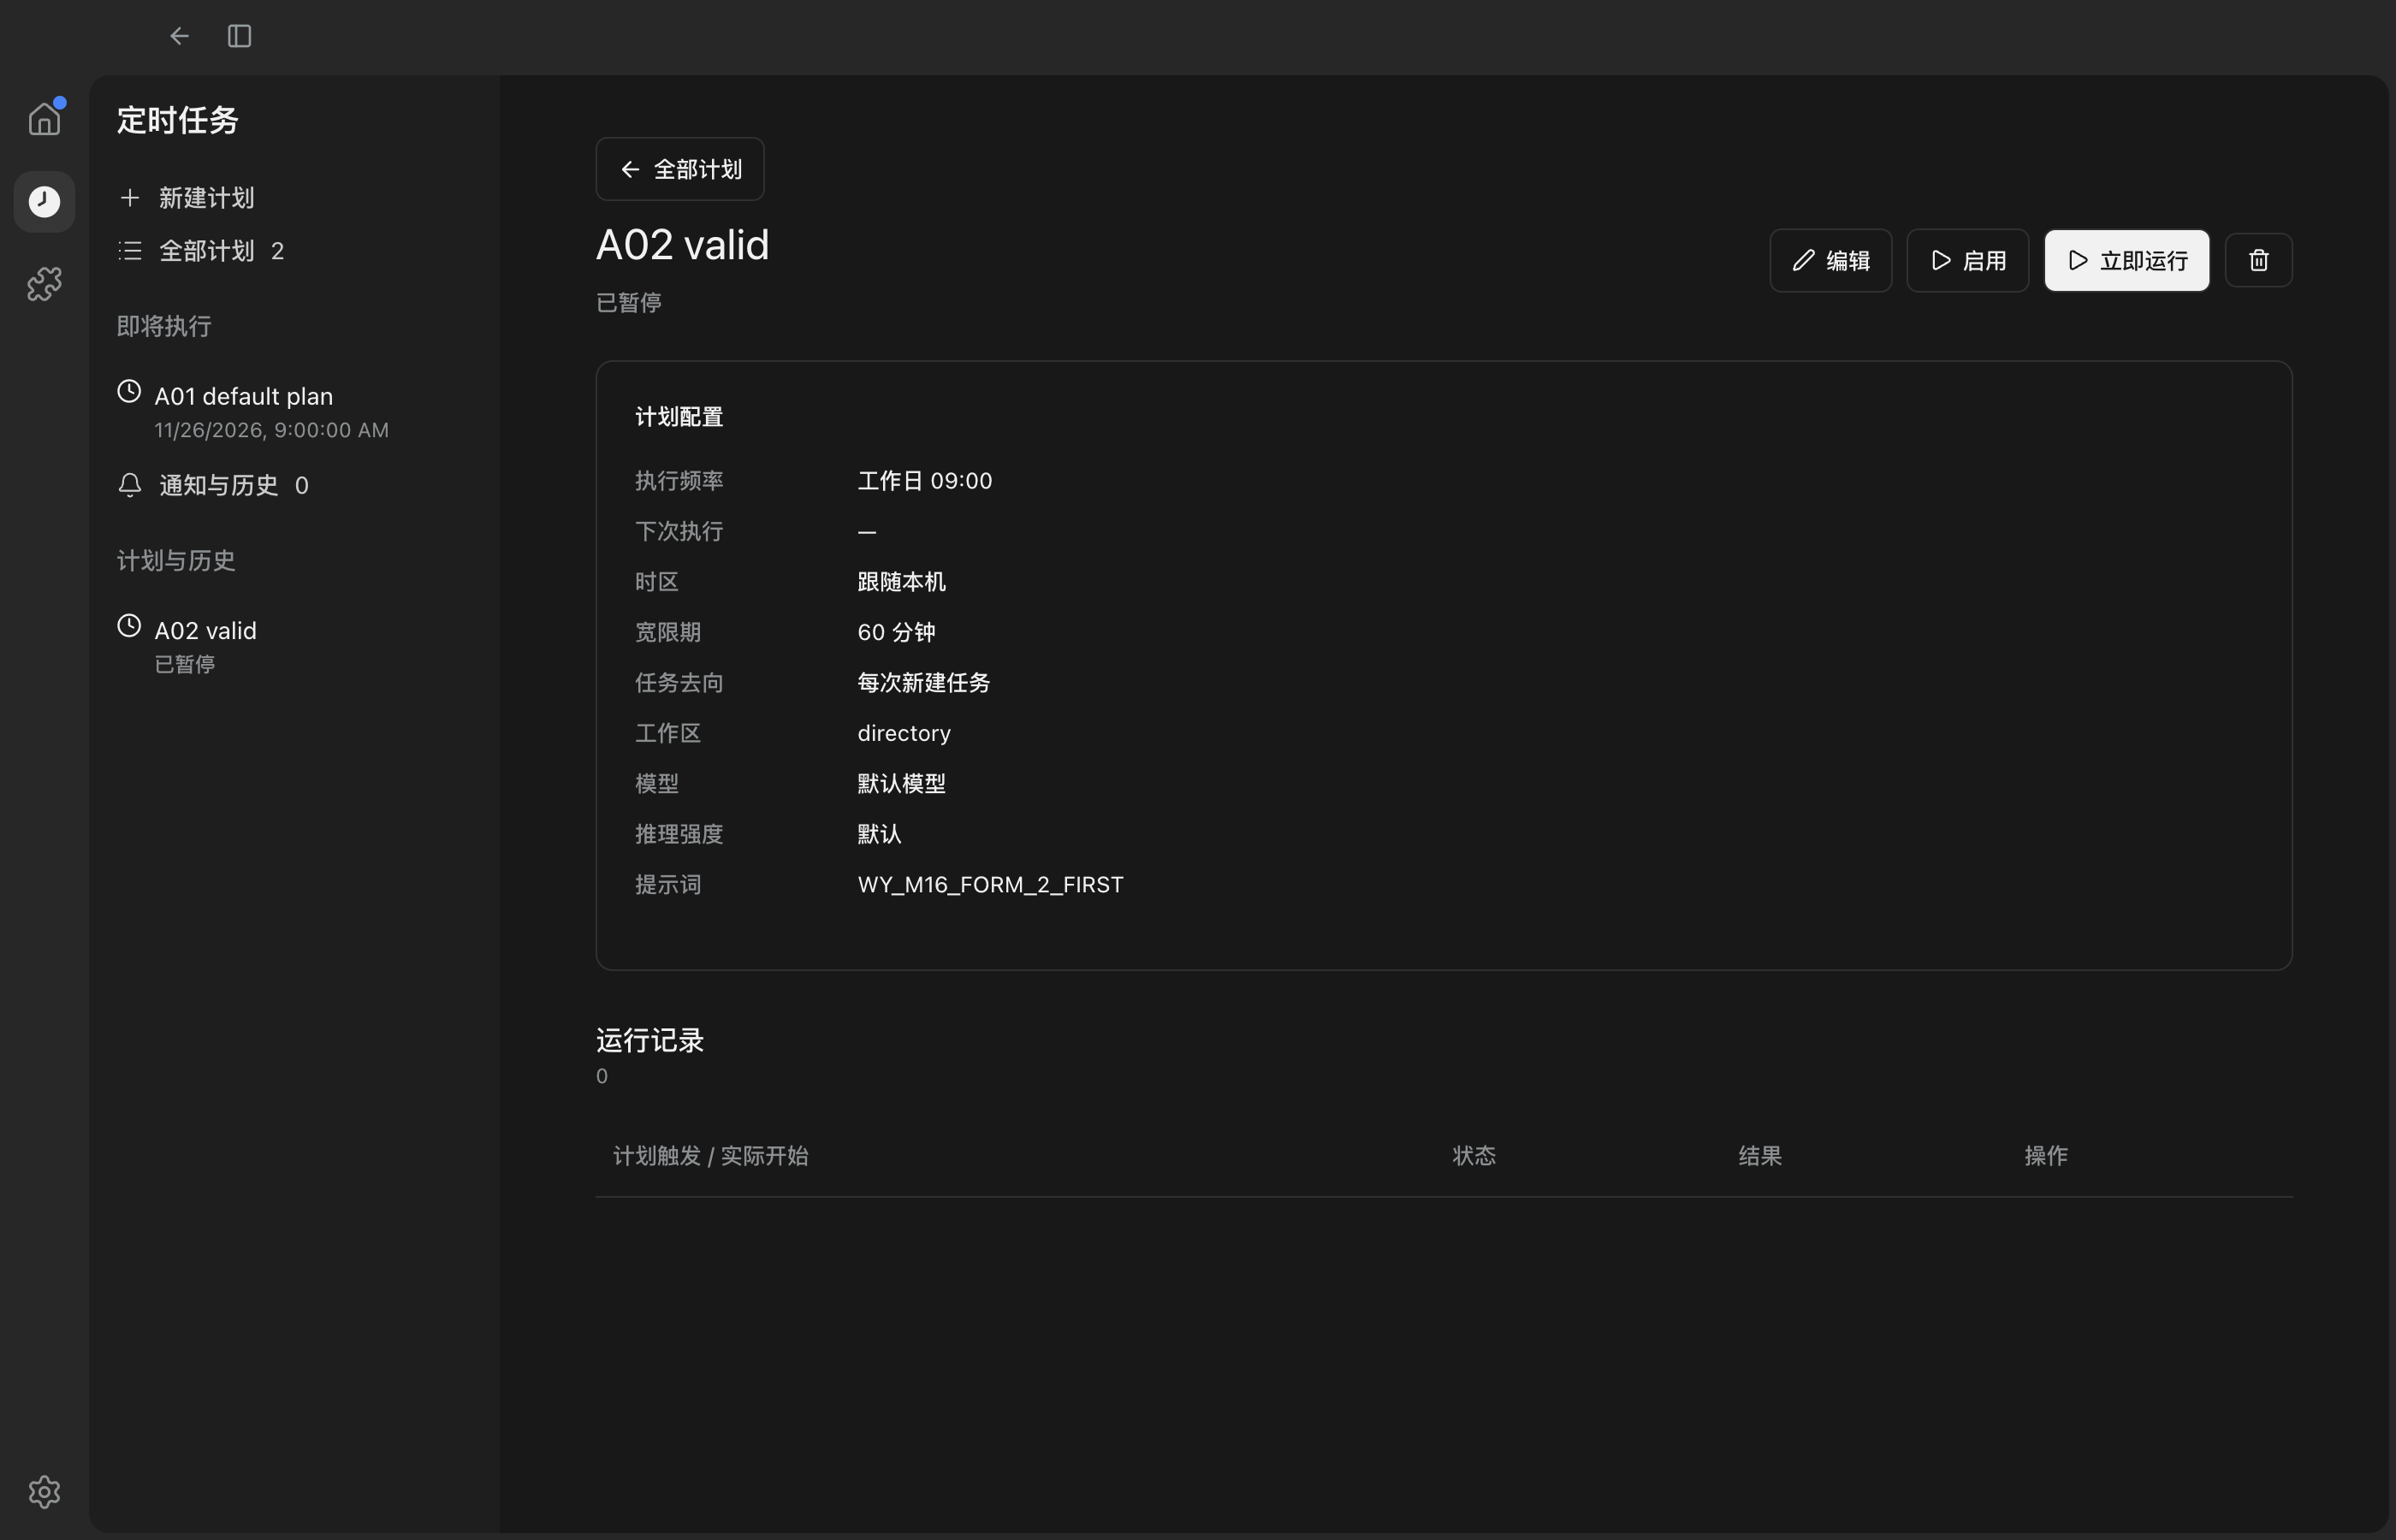 定时任务
新建计划
全部计划 2
即将执行
A01 default plan
11/26/2026, 9:00:00 AM
通知与历史 0
计划与历史
A02 valid
已暂停
全部计划
A02 valid
已暂停
编辑
启用
立即运行
计划配置
执行频率 工作日 09:00
下次执行 —
时区 跟随本机
宽限期 60 分钟
任务去向 每次新建任务
工作区 directory
模型 默认模型
推理强度 默认
提示词 WY_M16_FORM_2_FIRST
运行记录
0
计划触发 / 实际开始 状态 结果 操作